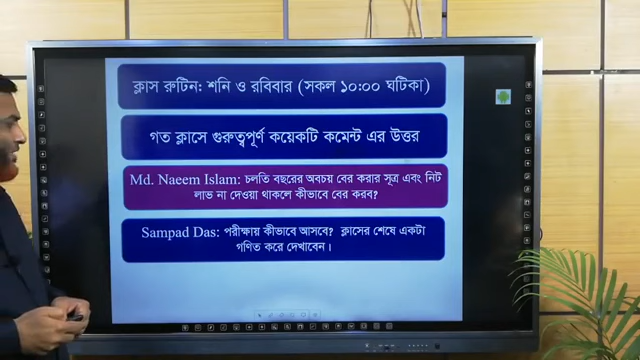 ক্লাস রুটিন: শনি ও রবিবার (সকল ১০:০০ ঘটিকা)
গত ক্লাসে গুরুত্বপূর্ণ কয়েকটি কমেন্ট এর উত্তর
Md. Naeem Islam: চলতি বছরের অবচয় বের করার সূত্র এবং নিট
লাভ না দেওয়া থাকলে কীভাবে বের করব?
Sampad Das: পরীক্ষায় কীভাবে আসবে? ক্লাসের শেষে একটা
গণিত করে দেখাবেন।